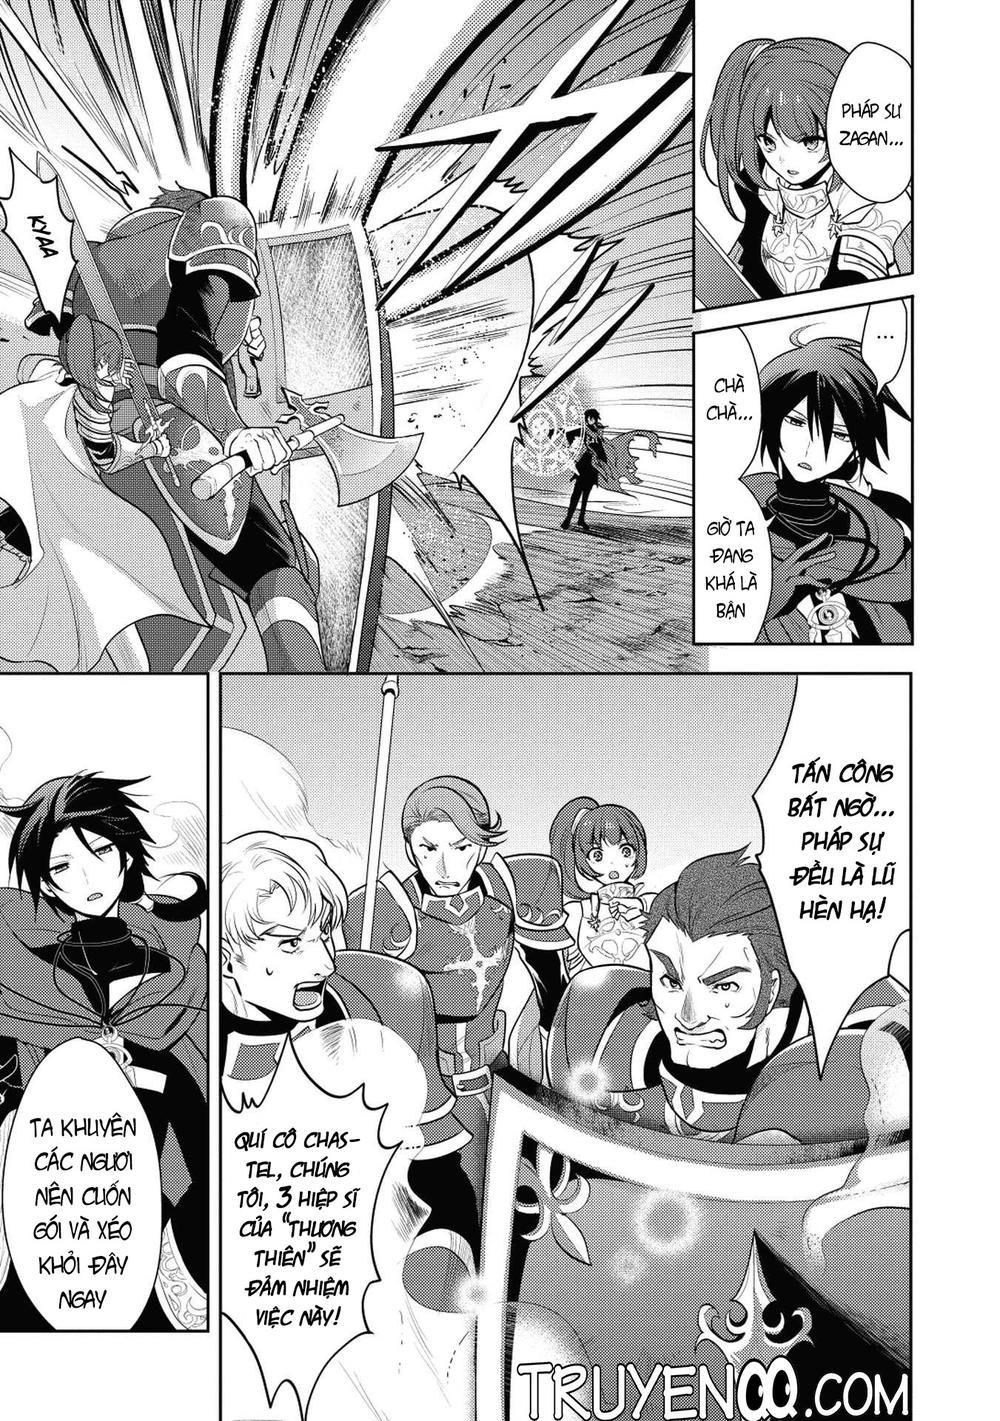 PHÁP SƯ
ZAGAN...
...
CHÀ
CHÀ...
GIỜ TA
ĐANG
KHÁ LÀ
BẬN
KYAA
TẤN CÔNG
BẤT NGỜ...
PHÁP SƯ
ĐỀU LÀ LŨ
HÈN HẠ!
QUÍ CÔ CHAS-
TEL, CHÚNG
TÔI, 3 HIỆP SĨ
CỦA "THƯƠNG
THIÊN" SẼ
ĐẢM NHIỆM
VIỆC NÀY!
TA KHUYÊN
CÁC NGƯƠI
NÊN CUỐN
GÓI VÀ XÉO
KHỎI ĐÂY
NGAY
TRUYENQQ.COM